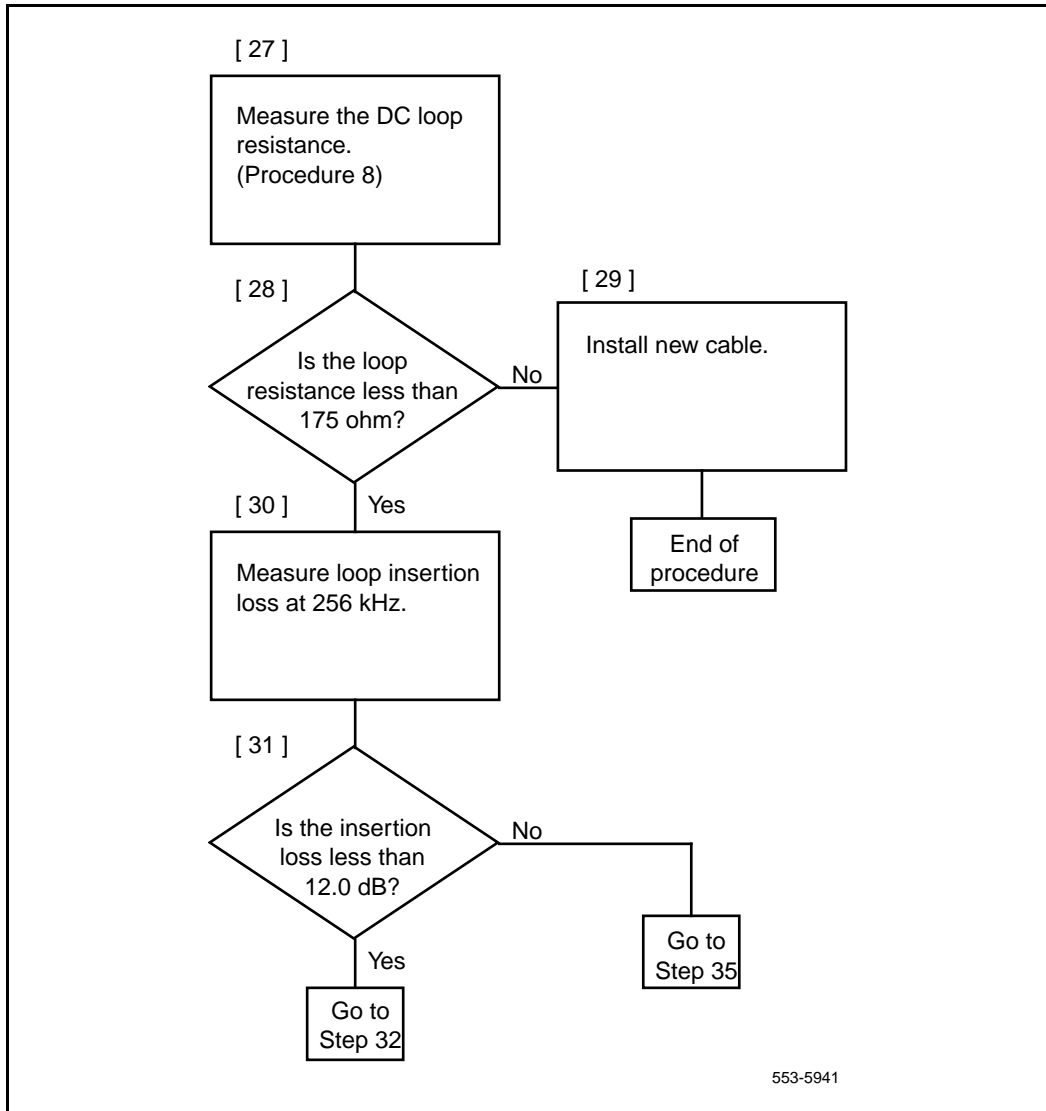 [ 27 ]
Measure the DC loop
resistance.
(Procedure 8)
[ 28 ]
Is the loop
resistance less than
175 ohm?
No
[ 29 ]
Install new cable.
End of
procedure
Yes
[ 30 ]
Measure loop insertion
loss at 256 kHz.
[ 31 ]
Is the insertion
loss less than
12.0 dB?
No
Go to
Step 35
Yes
Go to
Step 32
553-5941